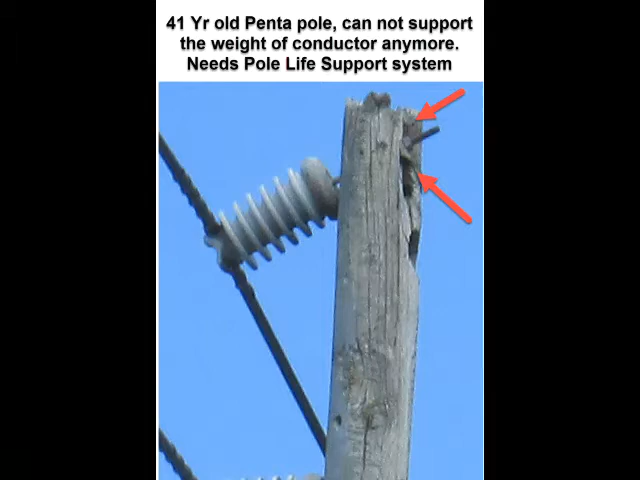 41 Yr old Penta pole, can not support
the weight of conductor anymore.
Needs Pole Life Support system